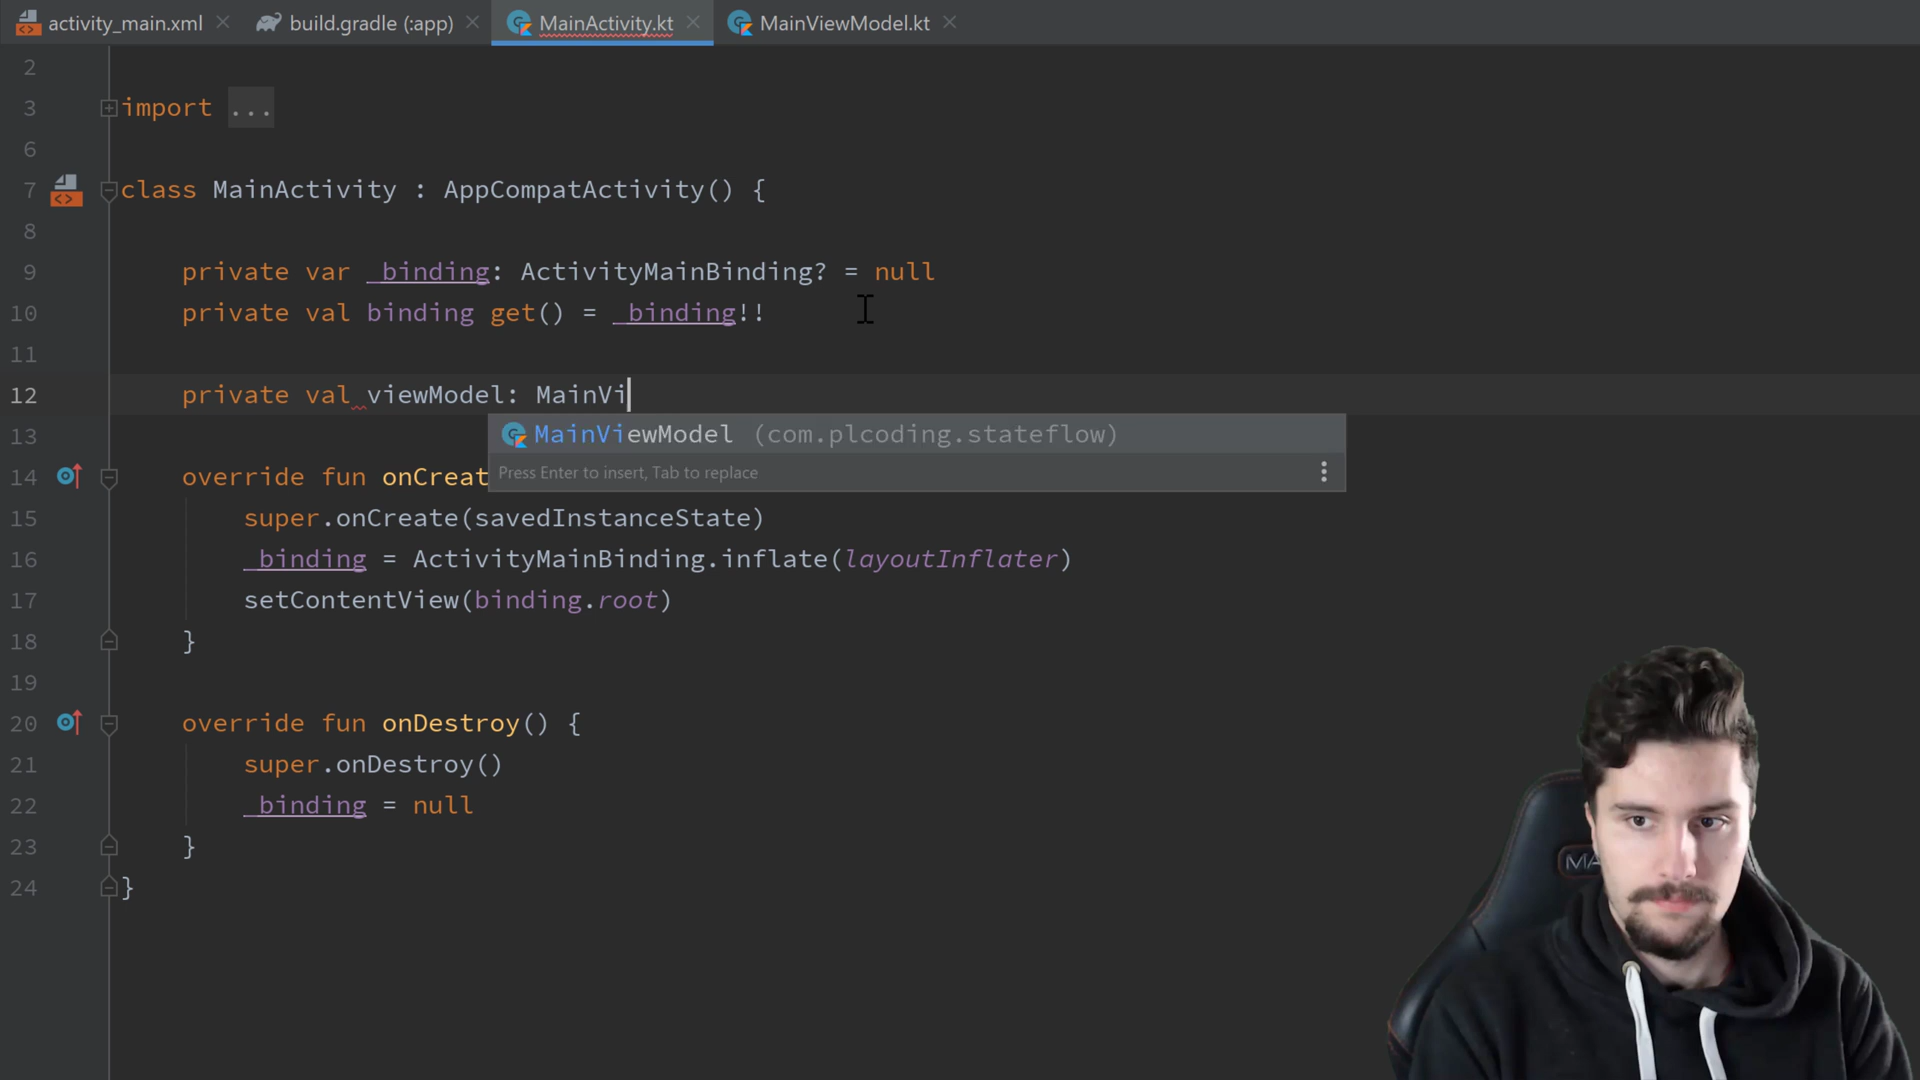 activity_main.xml build.gradle (:app) MainActivity.kt MainViewModel.kt
2
3 import ...
6
7 class MainActivity : AppCompatActivity() {
8
9 private var _binding: ActivityMainBinding? = null
10 private val binding get() = _binding!!
11
12 private val viewModel: MainVi
13 MainViewModel (com.plcoding.stateflow)
14 override fun onCreat Press Enter to insert, Tab to replace
15 super.onCreate(savedInstanceState)
16 _binding = ActivityMainBinding.inflate(layoutInflater)
17 setContentView(binding.root)
18 }
19
20 override fun onDestroy() {
21 super.onDestroy()
22 _binding = null
23 }
24 }